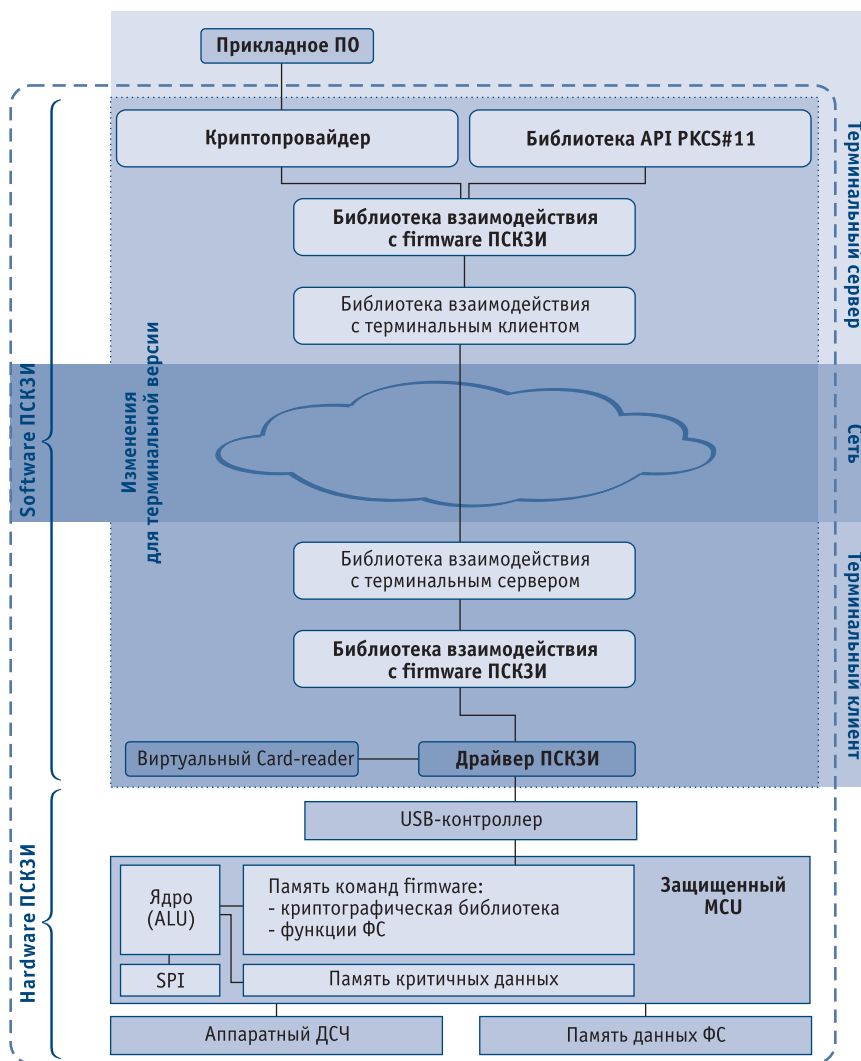 Прикладное ПО
Криптопровайдер
Библиотека API PKCS#11
Библиотека взаимодействия
с firmware ПСКЗИ
Библиотека взаимодействия
с терминальным клиентом
Терминальный сервер
Software ПСКЗИ
Изменения
для терминальной версии
Сеть
Библиотека взаимодействия
с терминальным сервером
Библиотека взаимодействия
с firmware ПСКЗИ
Терминальный клиент
Виртуальный Card-reader
Драйвер ПСКЗИ
Hardware ПСКЗИ
USB-контроллер
Ядро
(ALU)
Память команд firmware:
- криптографическая библиотека
- функции ФС
Защищенный
MCU
SPI
Память критичных данных
Аппаратный ДСЧ
Память данных ФС